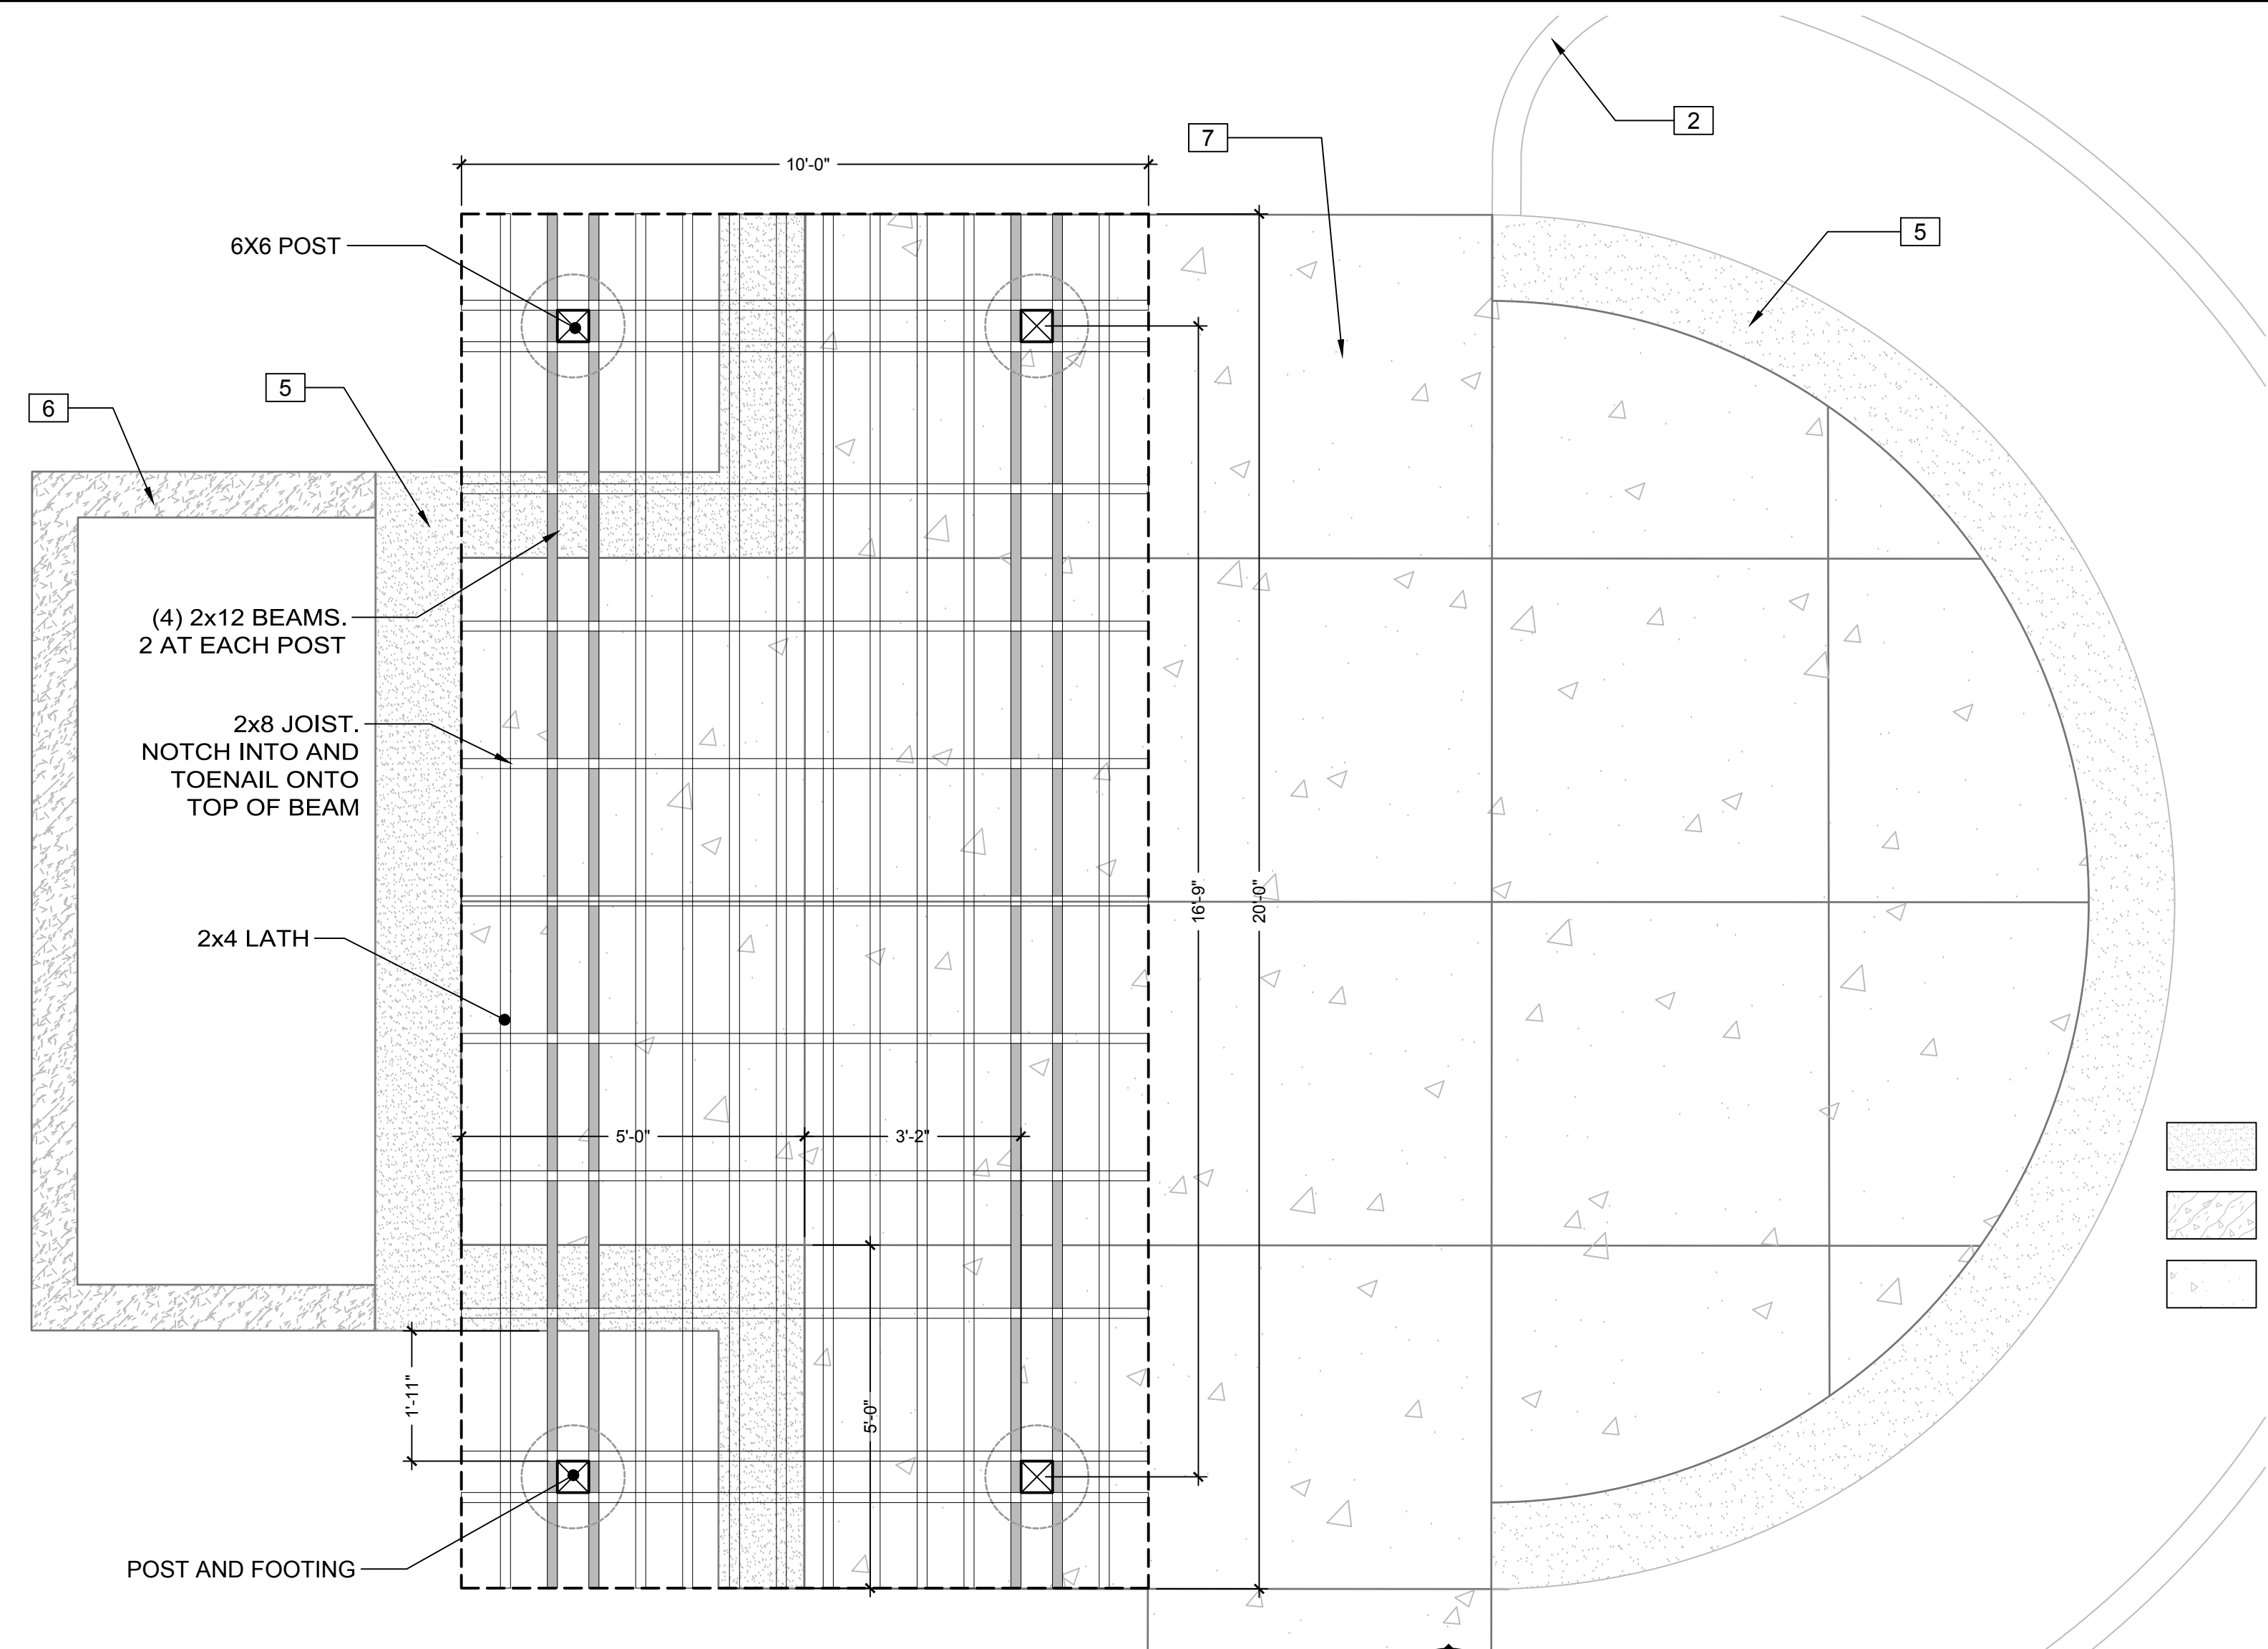 2
7
10'-0"
5
6X6 POST
5
6
(4) 2x12 BEAMS.
2 AT EACH POST
2x8 JOIST.
NOTCH INTO AND
TOENAIL ONTO
TOP OF BEAM
16'-9"
20'-0"
2x4 LATH
5'-0"
3'-2"
1'-11"
5'-0"
POST AND FOOTING